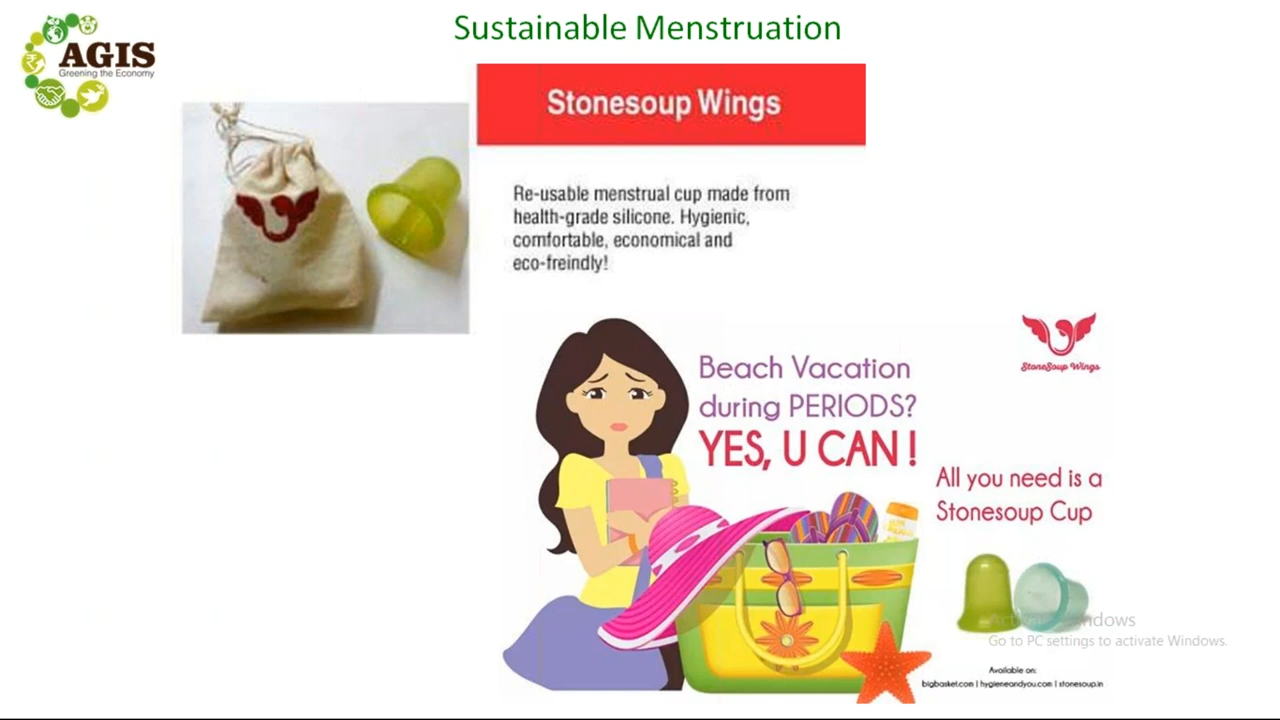 Sustainable Menstruation
AGIS
Greening the Economy
Stonesoup Wings
Re-usable menstrual cup made from
health-grade silicone. Hygienic,
comfortable, economical and
eco-freindly!
StoneSoup Wings
Beach Vacation
during PERIODS?
YES, U CAN !
All you need is a
Stonesoup Cup
Go to PC settings to activate Windows.
Available on:
bigbasket.com | hygieneandyou.com | stonesoup.in